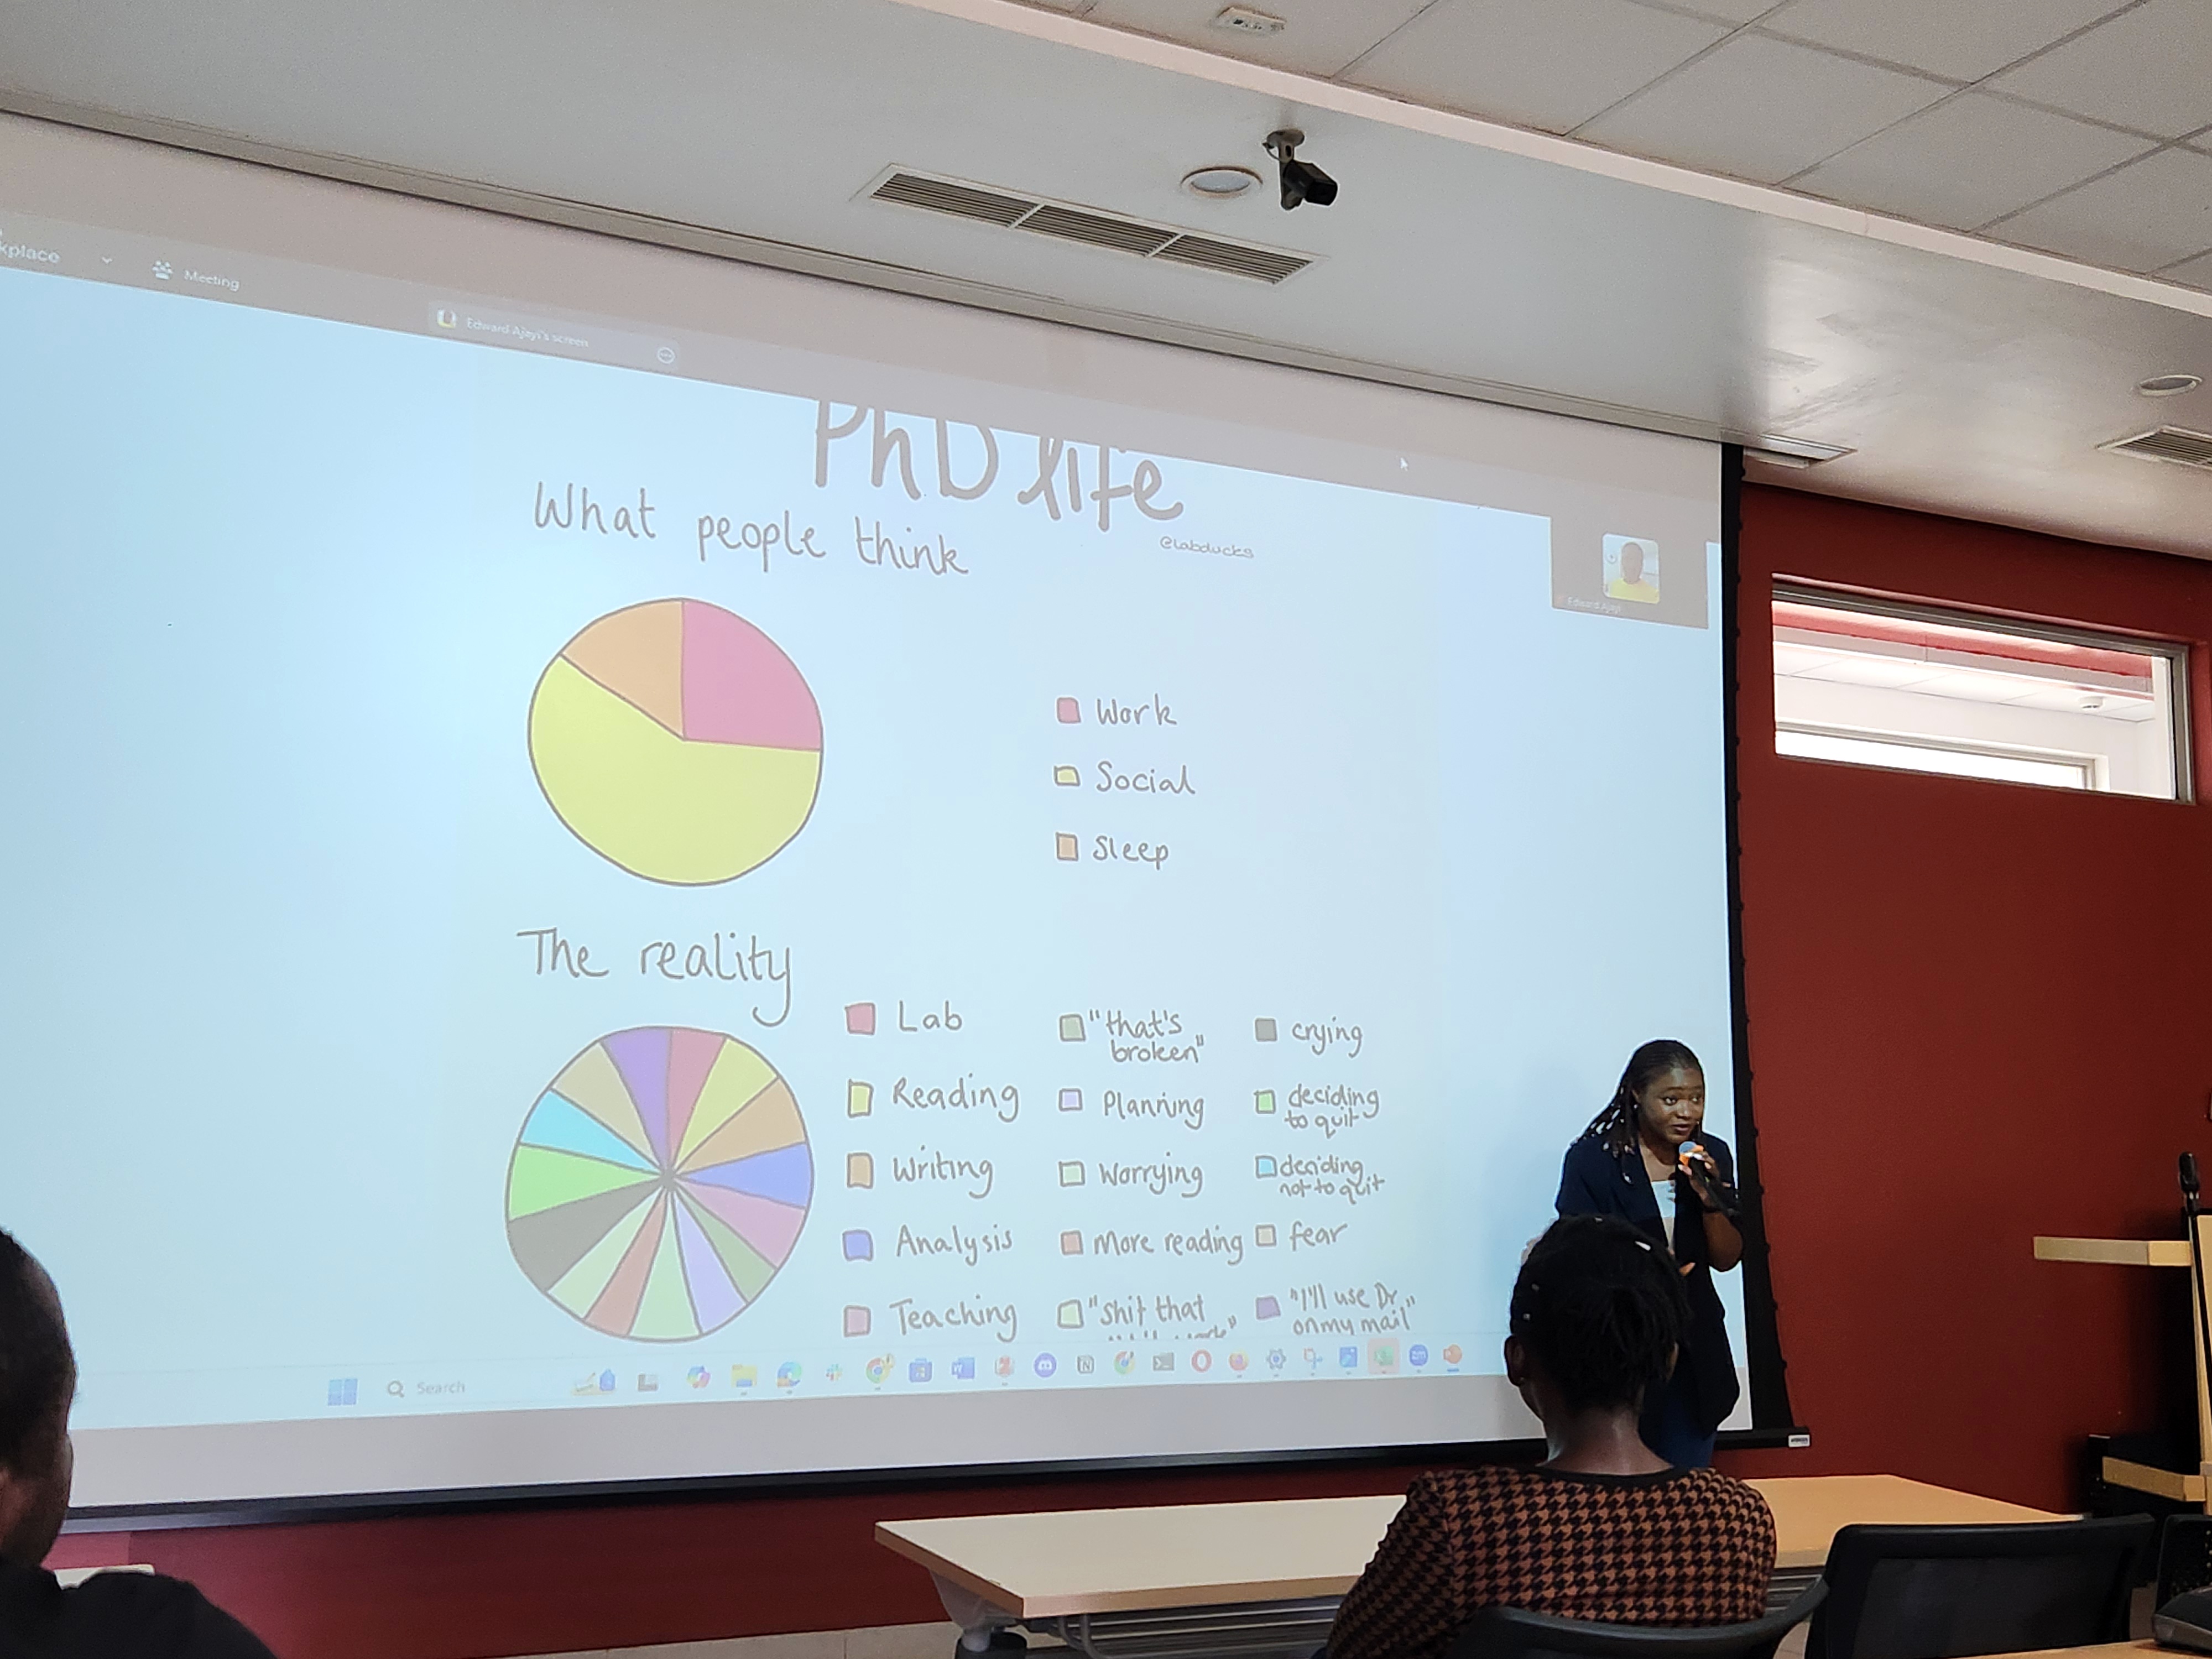 kplace
Meeting
Edward Ajayi's screen
PhD life
@labducks
What people think
Edward Ajayi
Work
Social
Sleep
The reality
Lab
Reading
Writing
Analysis
Teaching
"that's
broken"
Planning
Worrying
More reading
"shit that
crying
deciding
to quit
deciding
not to quit
fear
"I'll use Dr
on my mail"
Search